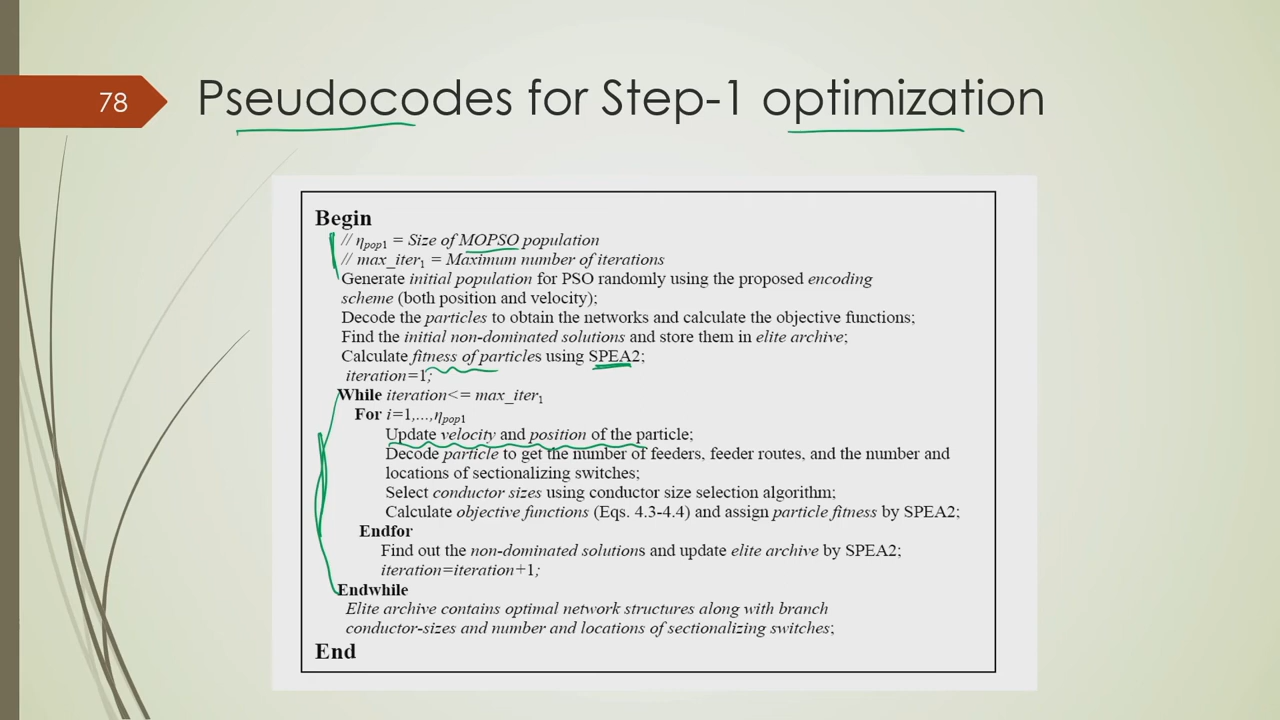 78
Pseudocodes for Step-1 optimization
Begin
// η_pop1 = Size of MOPSO population
// max_iter₁ = Maximum number of iterations
Generate initial population for PSO randomly using the proposed encoding
scheme (both position and velocity);
Decode the particles to obtain the networks and calculate the objective functions;
Find the initial non-dominated solutions and store them in elite archive;
Calculate fitness of particles using SPEA2;
iteration=1;
While iteration<= max_iter₁
For i=1,...,η_pop1
Update velocity and position of the particle;
Decode particle to get the number of feeders, feeder routes, and the number and
locations of sectionalizing switches;
Select conductor sizes using conductor size selection algorithm;
Calculate objective functions (Eqs. 4.3-4.4) and assign particle fitness by SPEA2;
Endfor
Find out the non-dominated solutions and update elite archive by SPEA2;
iteration=iteration+1;
Endwhile
Elite archive contains optimal network structures along with branch
conductor-sizes and number and locations of sectionalizing switches;
End